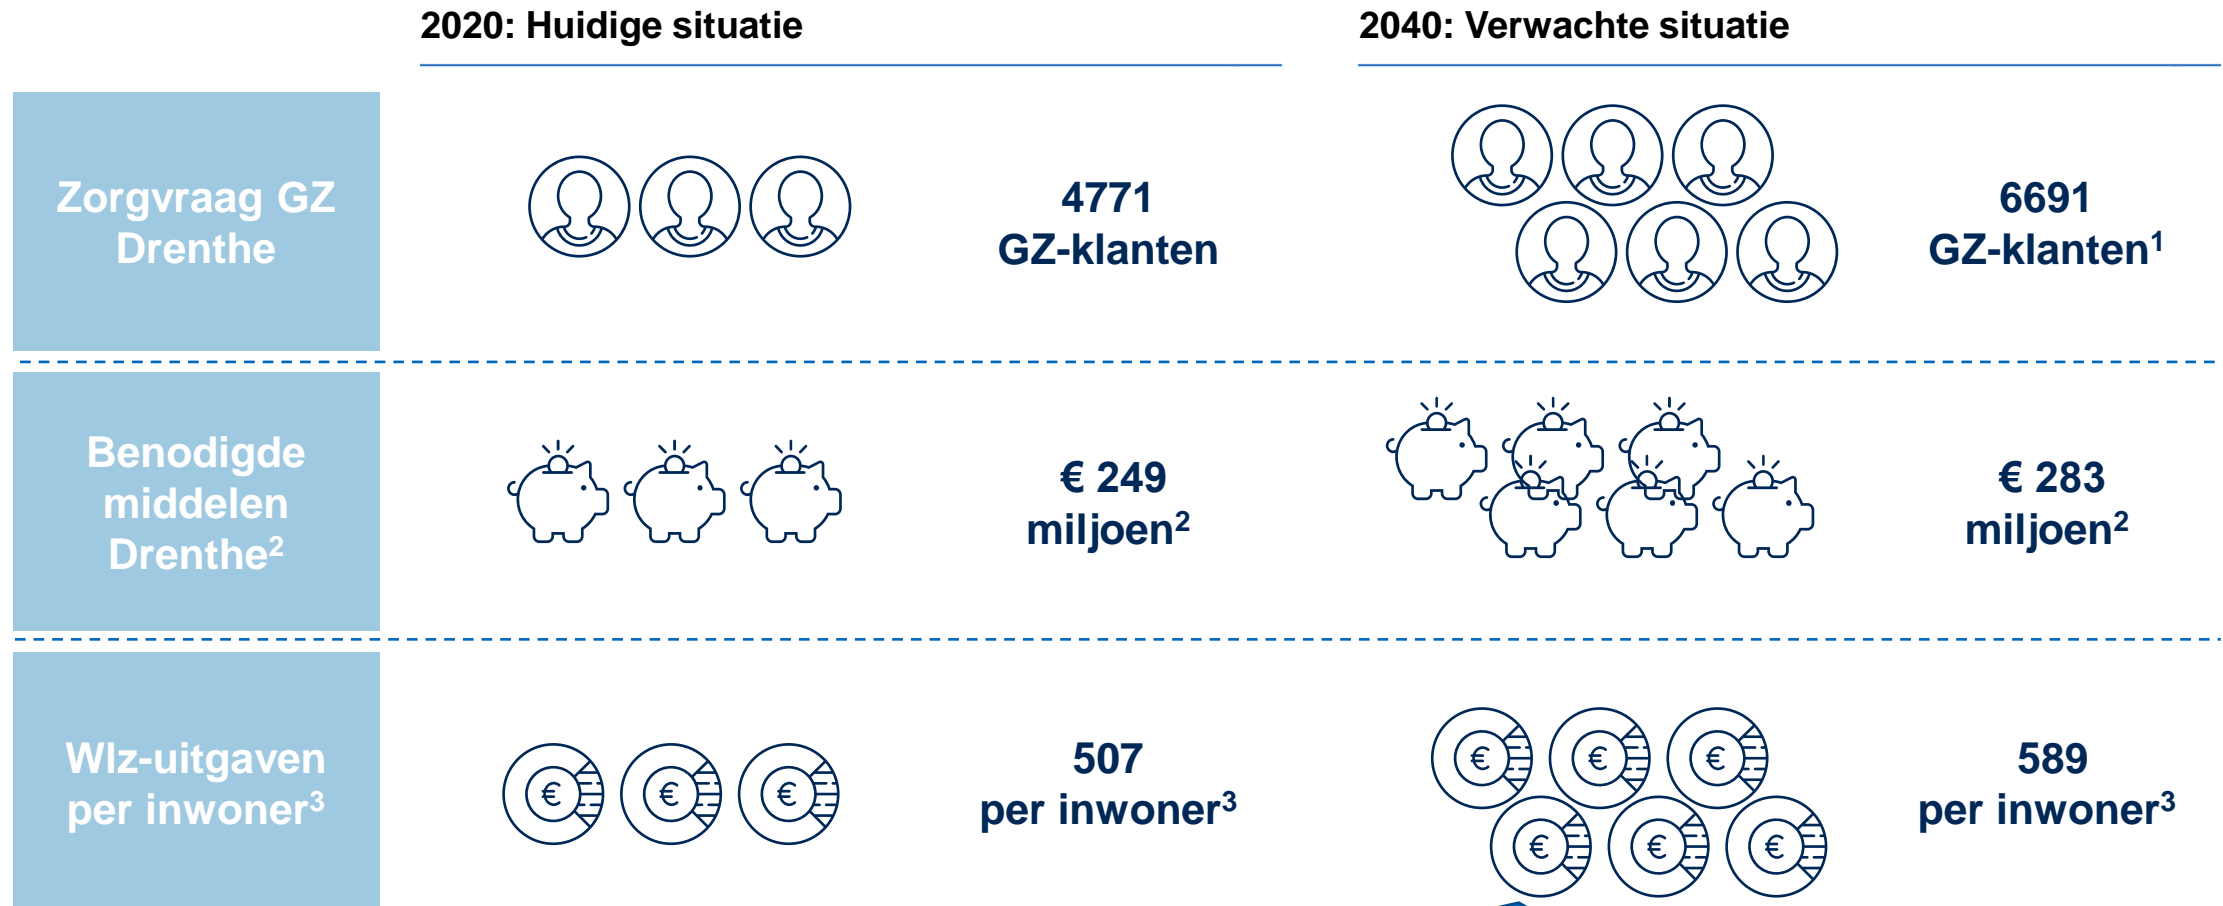 2020: Huidige situatie
2040: Verwachte situatie
Zorgvraag GZ
Drenthe
4771
GZ-klanten
6691
GZ-klanten¹
Benodigde
middelen
Drenthe²
€ 249
miljoen²
€ 283
miljoen²
Wlz-uitgaven
per inwoner³
507
per inwoner³
589
per inwoner³